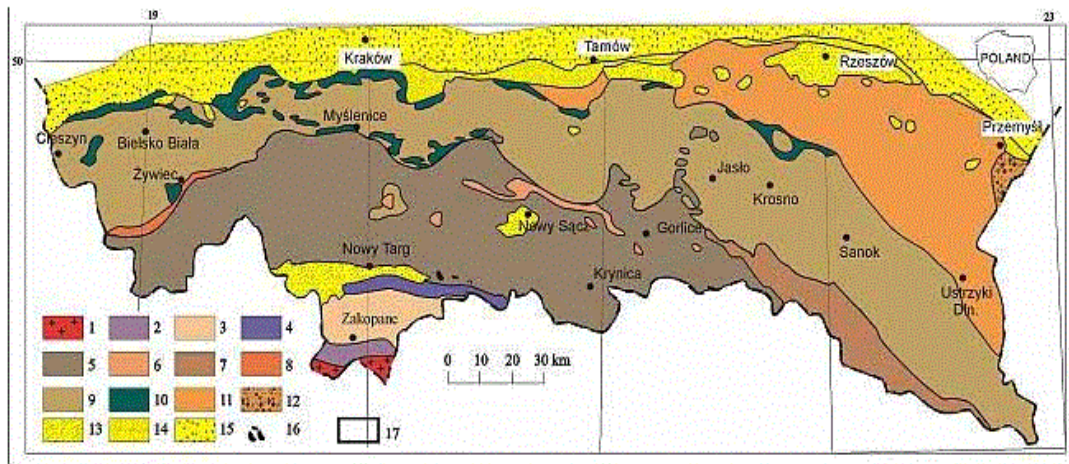 19
23
50
Kraków
Tarnów
Rzeszów
POLAND
Cieszyn
Bielsko Biała
Myślenice
Przemyśl
Żywiec
Jasło
Krosno
Nowy Sącz
Gorlice
Sanok
Nowy Targ
Krynica
Ustrzyki
Dln.
Zakopane
0 10 20 30 km
1 2 3 4
5 6 7 8
9 10 11 12
13 14 15 16 17